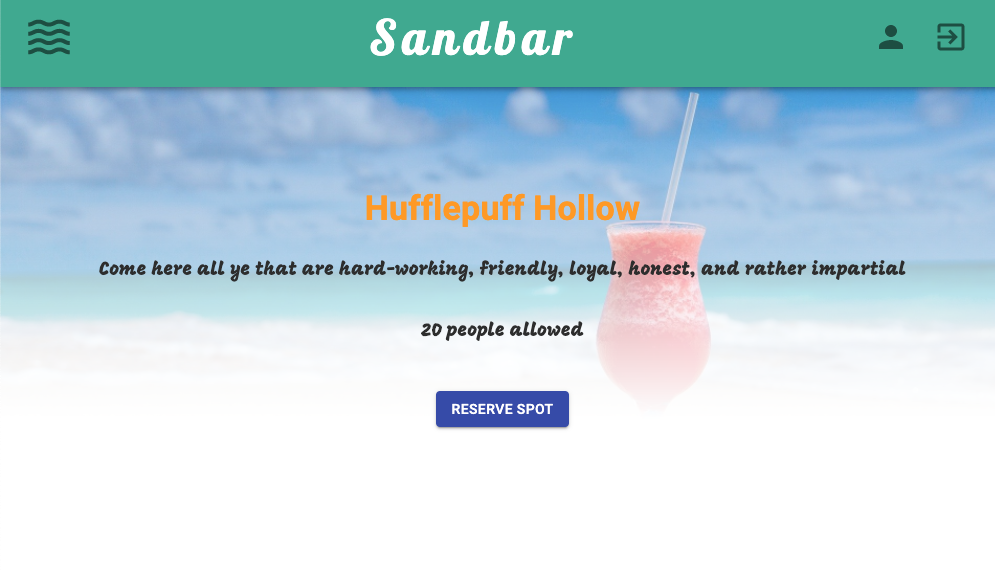 Sandbar
Hufflepuff Hollow
Come here all ye that are hard-working, friendly, loyal, honest, and rather impartial
20 people allowed
RESERVE SPOT